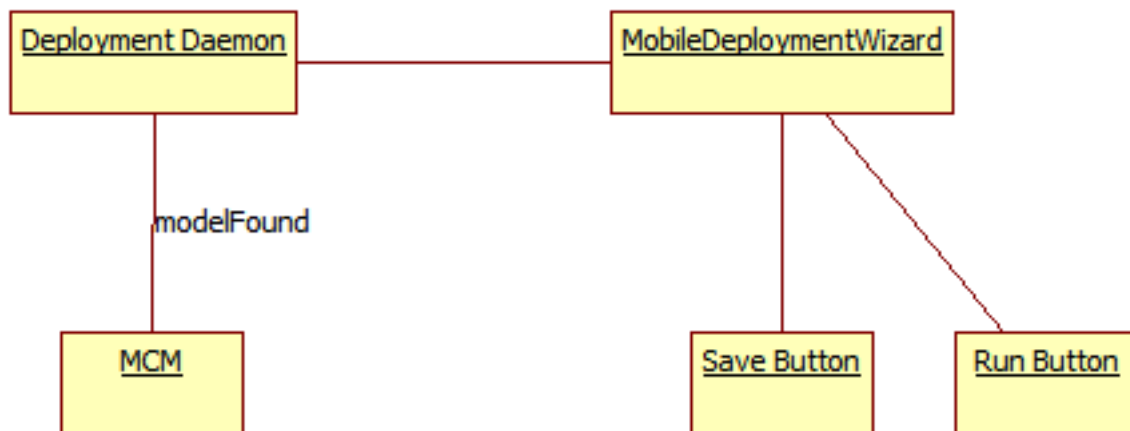 Deployment Daemon
MobileDeploymentWizard
modelFound
MCM
Save Button
Run Button